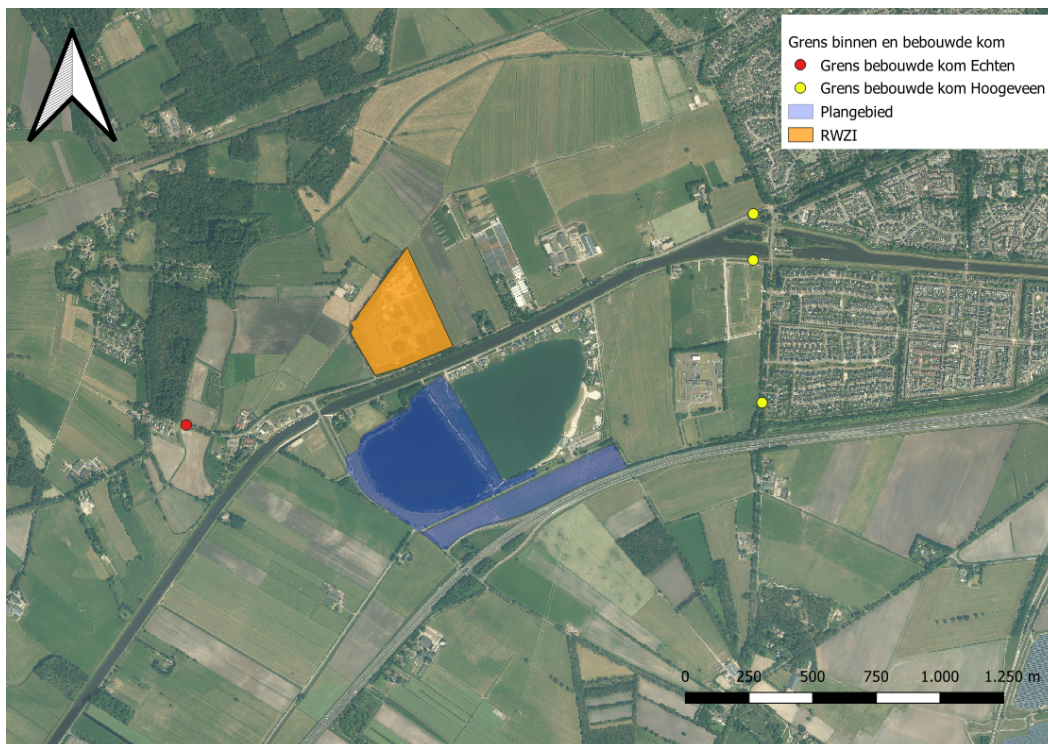 Grens binnen en bebouwde kom
Grens bebouwde kom Echten
Grens bebouwde kom Hoogeveen
Plangebied
RWZI
0 250 500 750 1.000 1.250 m